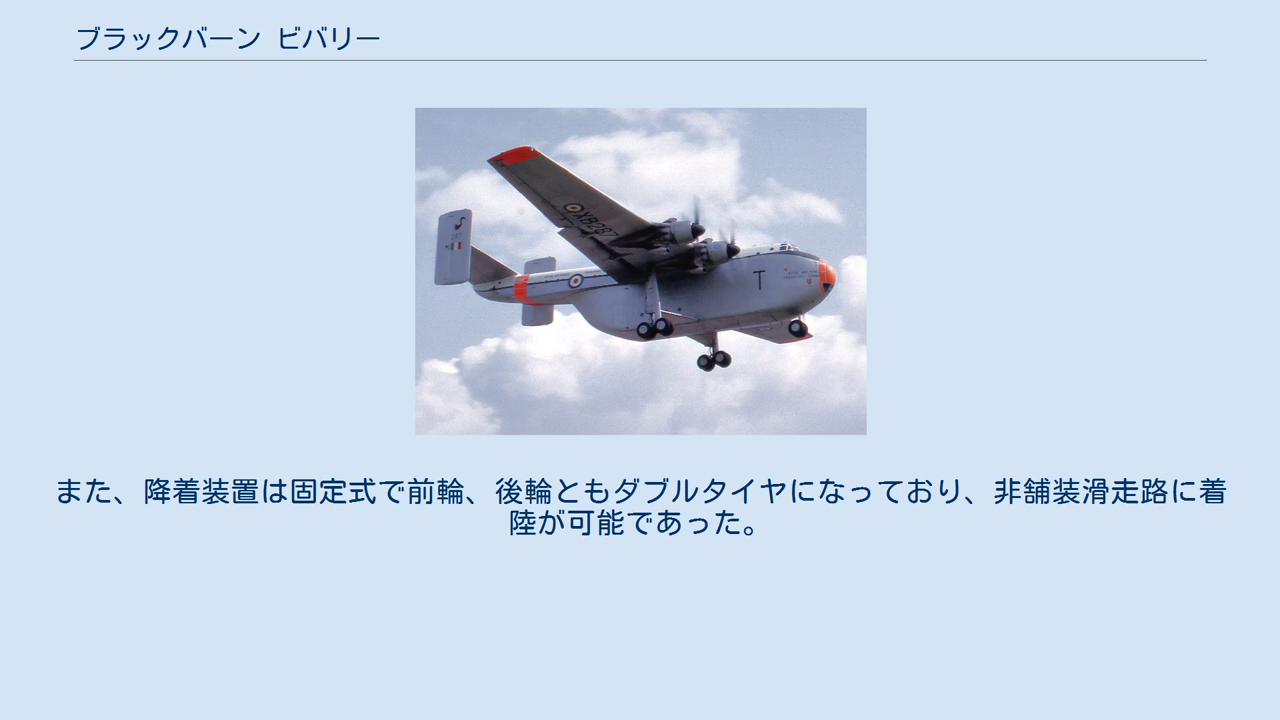 ブラックバーン ビバリー
XB287
T
また、降着装置は固定式で前輪、後輪ともダブルタイヤになっており、非舗装滑走路に着
陸が可能であった。